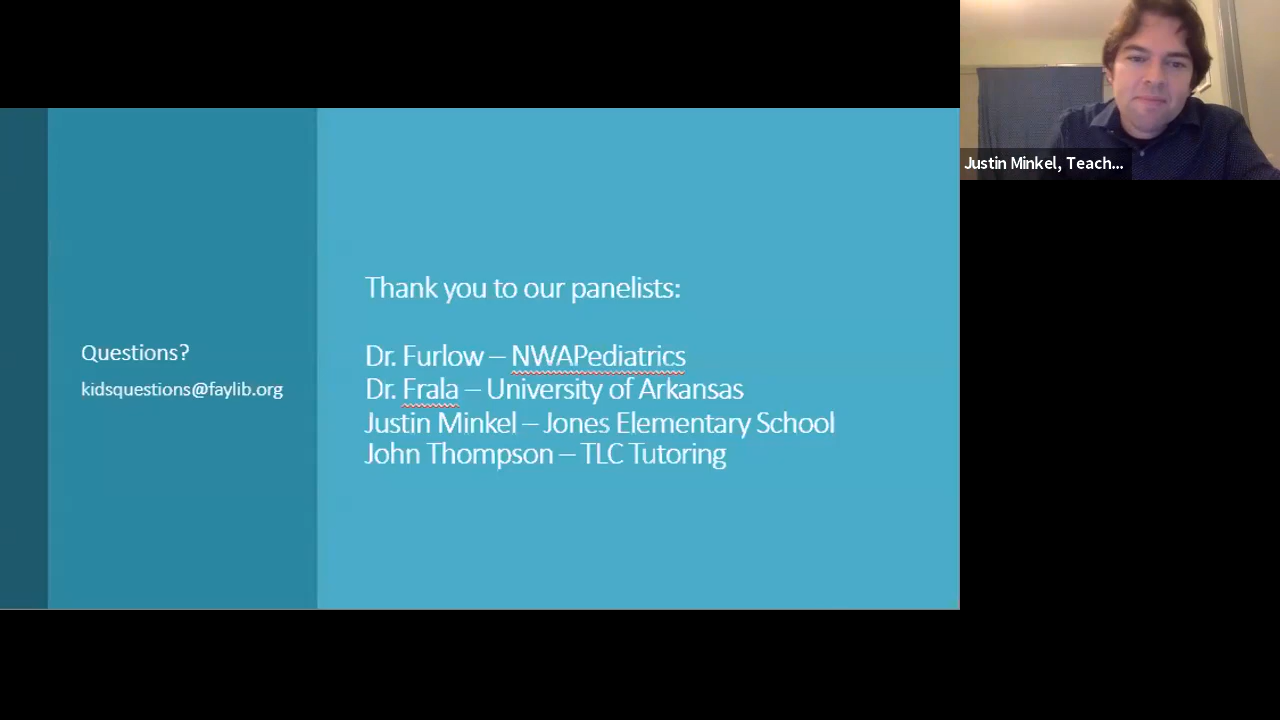 Justin Minkel, Teach...
Thank you to our panelists:
Questions?
kidsquestions@faylib.org
Dr. Furlow – NWAPediatrics
Dr. Frala – University of Arkansas
Justin Minkel – Jones Elementary School
John Thompson – TLC Tutoring